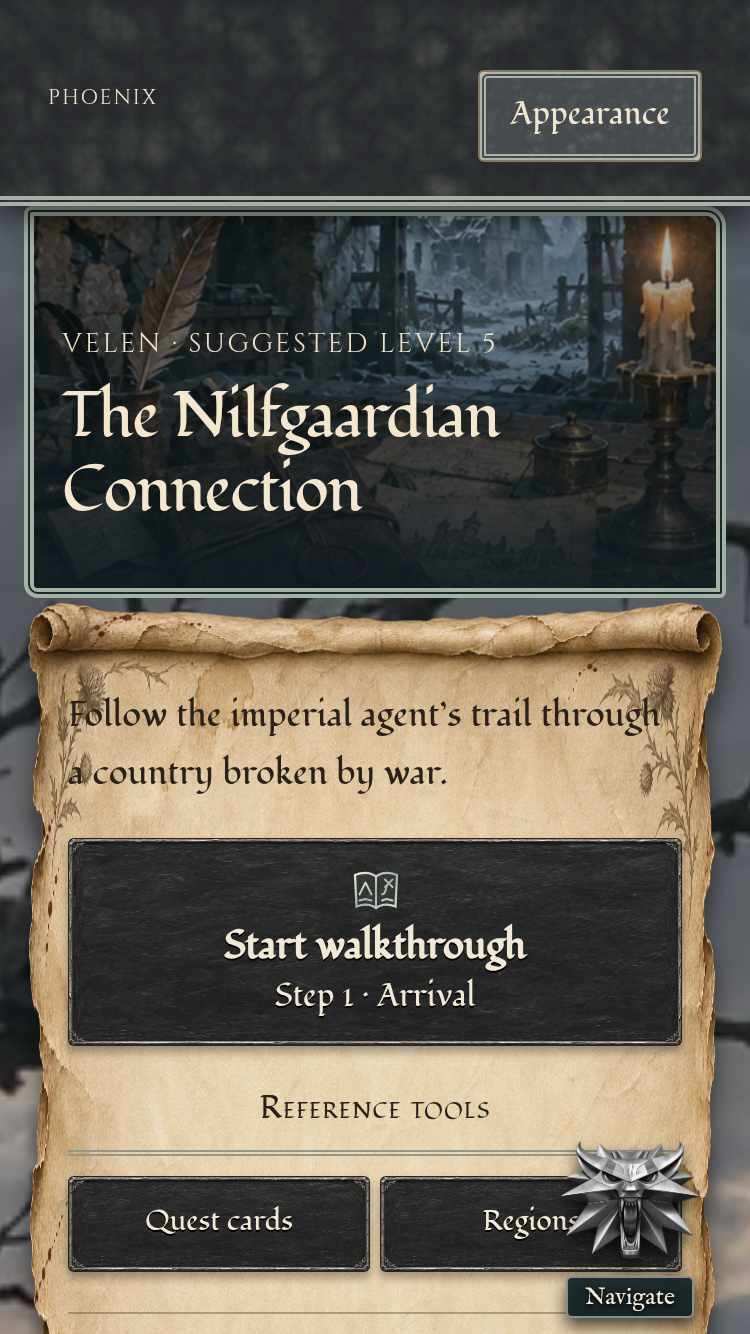 PHOENIX
Appearance
VELEN · SUGGESTED LEVEL 5
The Nilfgaardian
Connection
Follow the imperial agent’s trail through
a country broken by war.
Start walkthrough
Step 1 · Arrival
Reference tools
Quest cards
Regions
Navigate